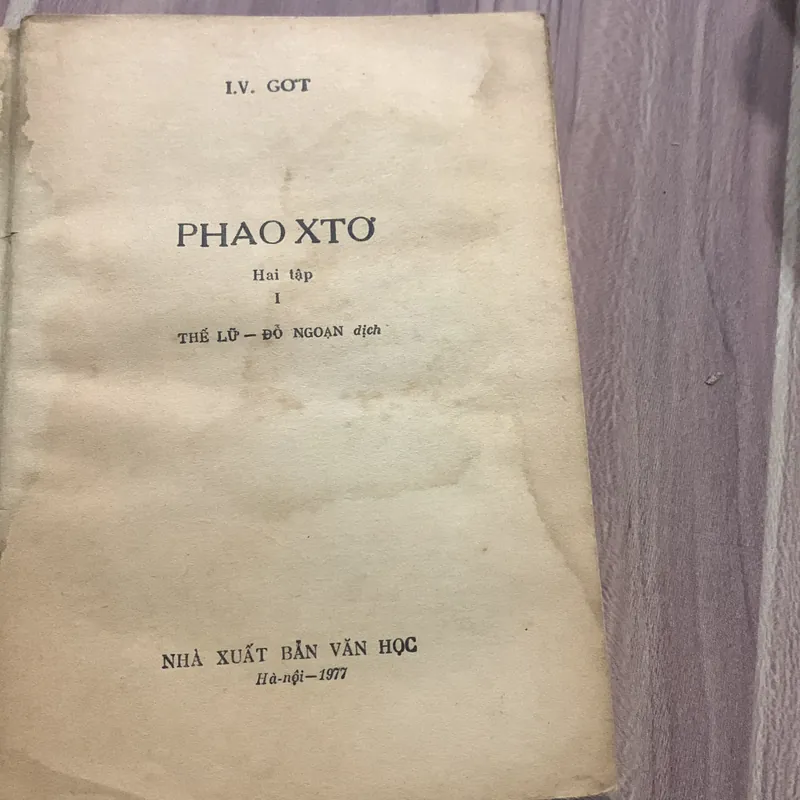 I.V. GƠT
PHAO XTƠ
Hai tập
I
THẾ LỮ — ĐỖ NGOẠN dịch
NHÀ XUẤT BẢN VĂN HỌC
Hà-nội—1977